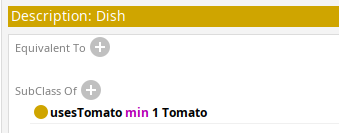 Description: Dish
Equivalent To
SubClass Of
usesTomato min 1 Tomato